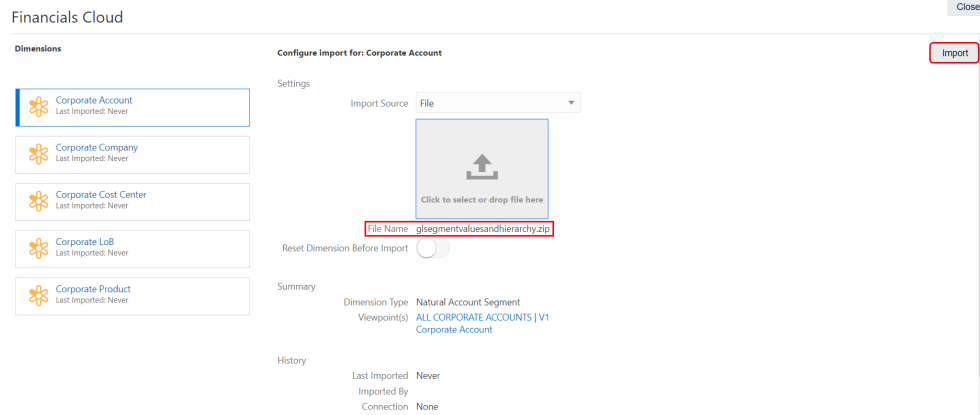 Close
Financials Cloud
Dimensions
Configure import for: Corporate Account
Import
Corporate Account
Last Imported: Never
Corporate Company
Last Imported: Never
Corporate Cost Center
Last Imported: Never
Corporate LoB
Last Imported: Never
Corporate Product
Last Imported: Never
Settings
Import Source File
Click to select or drop file here
File Name glsegmentvaluesandhierarchy.zip
Reset Dimension Before Import
Summary
Dimension Type Natural Account Segment
Viewpoint(s) ALL CORPORATE ACCOUNTS | V1
Corporate Account
History
Last Imported Never
Imported By
Connection None